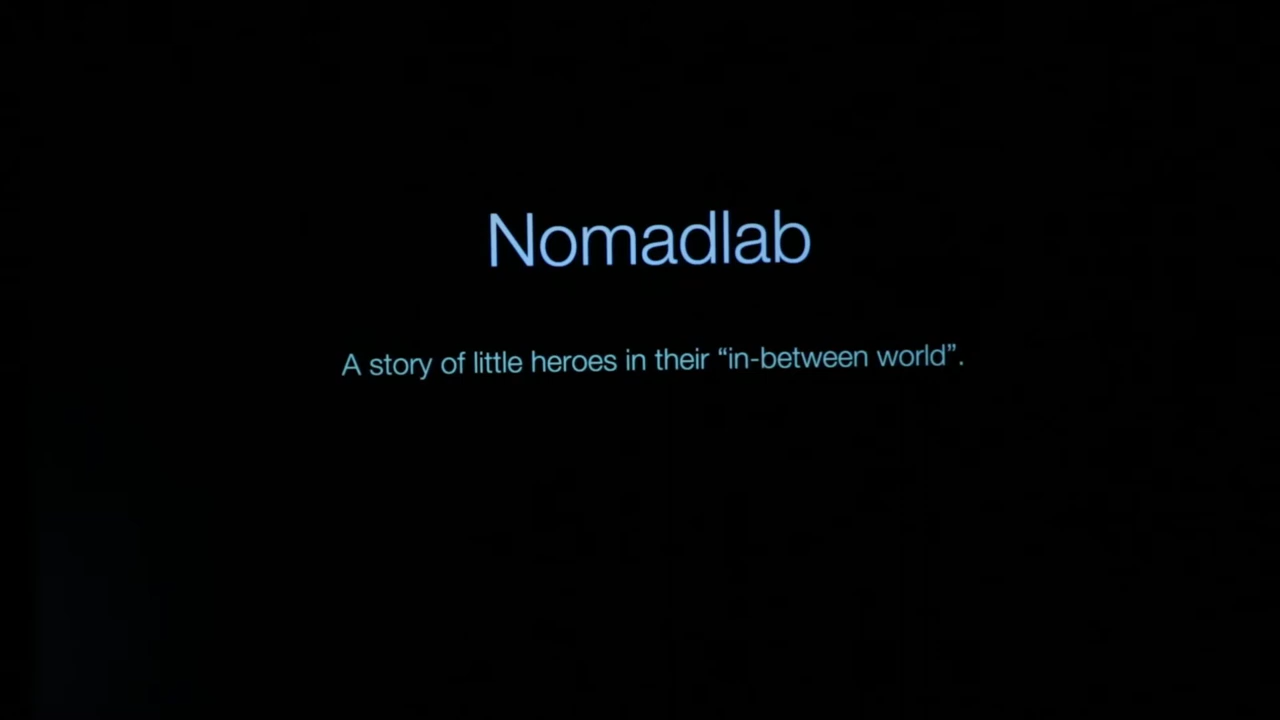 Nomadlab
A story of little heroes in their “in-between world”.